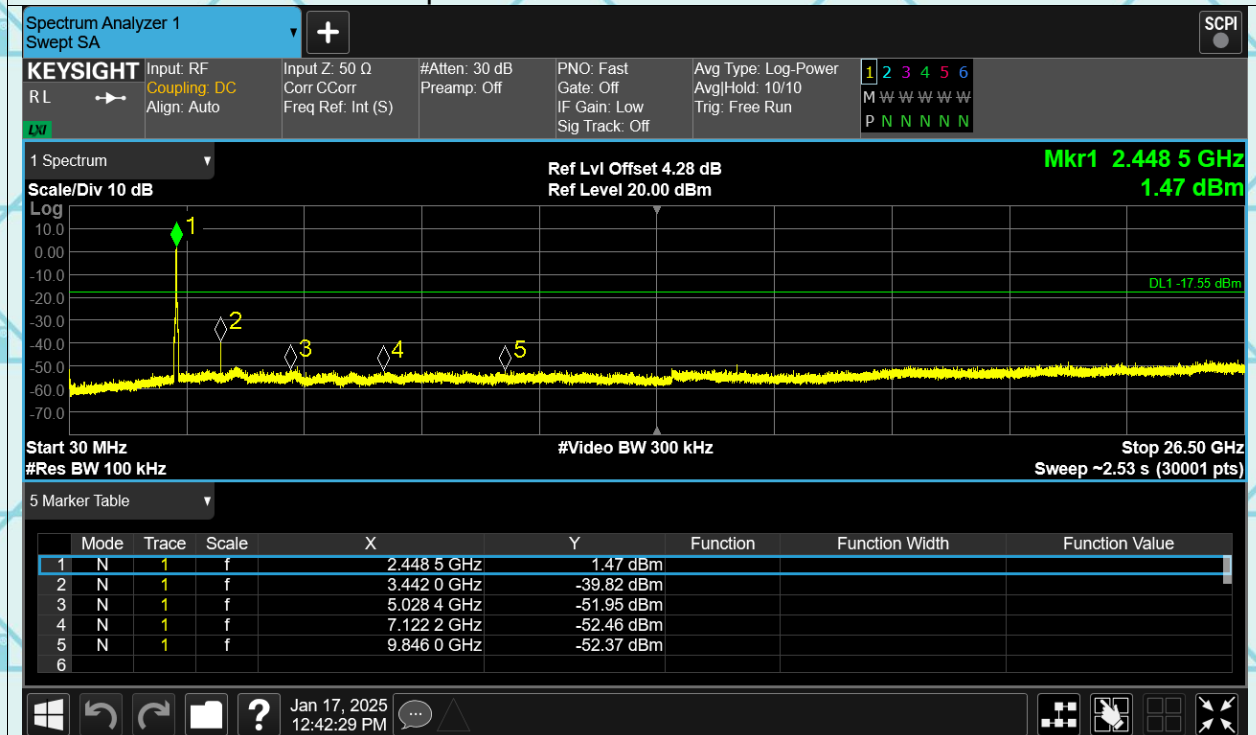 Spectrum Analyzer 1
Swept SA
+
SCPI
KEYSIGHT
RL
LXI
Input: RF
Coupling: DC
Align: Auto
Input Z: 50 Ω
Corr CCorr
Freq Ref: Int (S)
#Atten: 30 dB
Preamp: Off
PNO: Fast
Gate: Off
IF Gain: Low
Sig Track: Off
Avg Type: Log-Power
Avg|Hold: 10/10
Trig: Free Run
1 2 3 4 5 6
M W W W W W
P N N N N N
1 Spectrum
Scale/Div 10 dB
Ref Lvl Offset 4.28 dB
Ref Level 20.00 dBm
Mkr1 2.448 5 GHz
1.47 dBm
Log
10.0
0.00
-10.0
-20.0
-30.0
-40.0
-50.0
-60.0
-70.0
1
2
3
4
5
DL1 -17.55 dBm
Start 30 MHz
#Res BW 100 kHz
#Video BW 300 kHz
Stop 26.50 GHz
Sweep ~2.53 s (30001 pts)
5 Marker Table
Mode Trace Scale X Y Function Function Width Function Value
1 N 1 f 2.448 5 GHz 1.47 dBm
2 N 1 f 3.442 0 GHz -39.82 dBm
3 N 1 f 5.028 4 GHz -51.95 dBm
4 N 1 f 7.122 2 GHz -52.46 dBm
5 N 1 f 9.846 0 GHz -52.37 dBm
6
?
Jan 17, 2025
12:42:29 PM